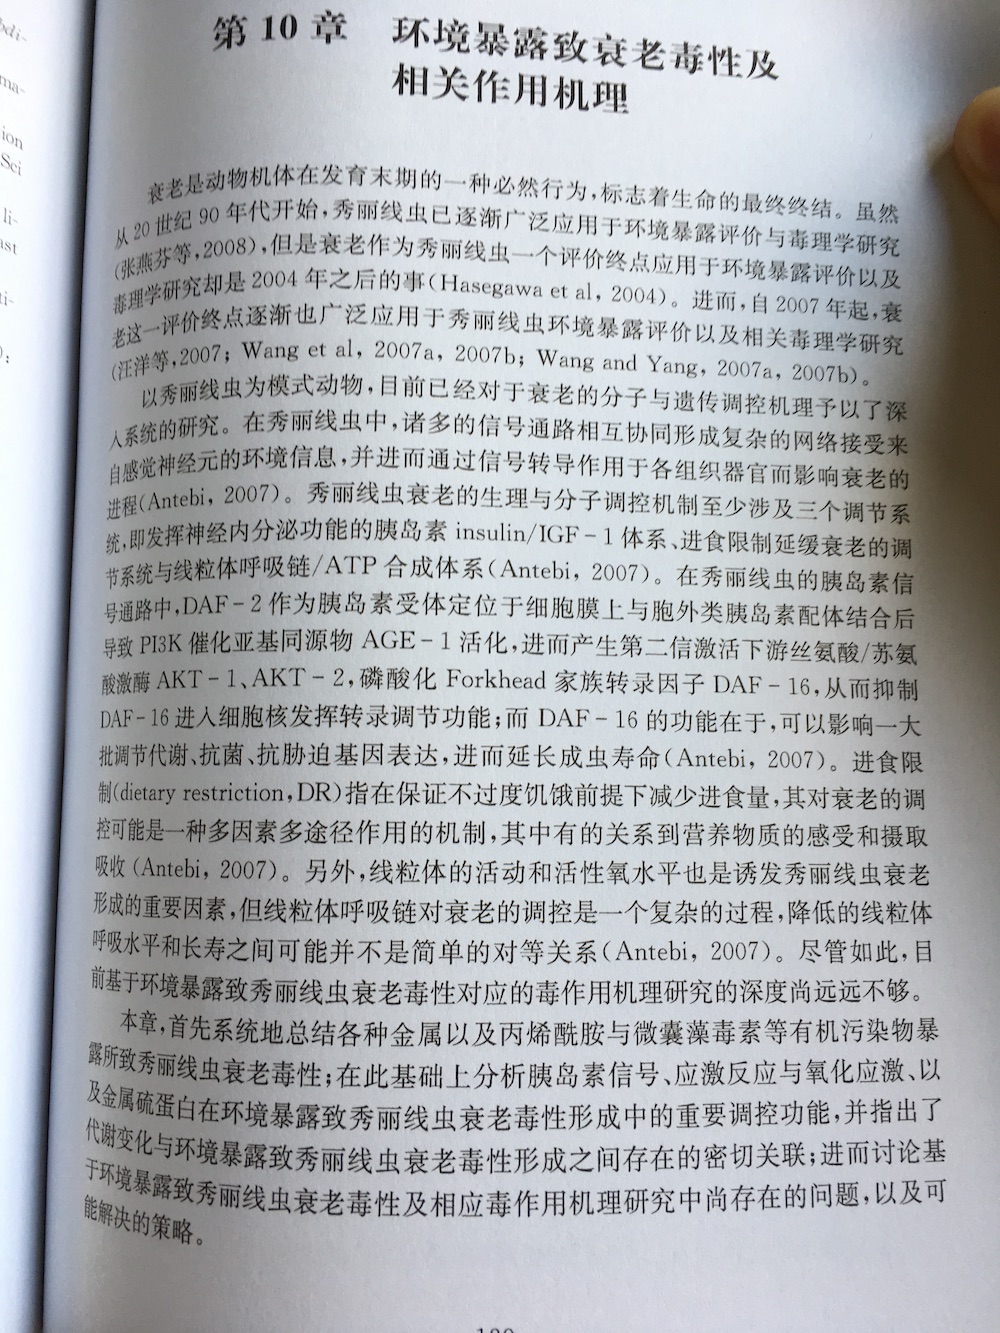 第 10 章 环境暴露致衰老毒性及
相关作用机理
衰老是动物机体在发育末期的一种必然行为,标志着生命的最终终结。虽然
从 20 世纪 90 年代开始,秀丽线虫已逐渐广泛应用于环境暴露评价与毒理学研究
(张燕芬等,2008),但是衰老作为秀丽线虫一个评价终点应用于环境暴露评价以及
毒理学研究却是 2004 年之后的事(Hasegawa et al, 2004)。进而,自 2007 年起,衰
老这一评价终点逐渐也广泛应用于秀丽线虫环境暴露评价以及相关毒理学研究
(汪洋等,2007; Wang et al, 2007a, 2007b; Wang and Yang, 2007a, 2007b)。
以秀丽线虫为模式动物,目前已经对于衰老的分子与遗传调控机理予以了深
入系统的研究。在秀丽线虫中,诸多的信号通路相互协同形成复杂的网络接受来
自感觉神经元的环境信息,并进而通过信号转导作用于各组织器官而影响衰老的
进程(Antebi, 2007)。秀丽线虫衰老的生理与分子调控机制至少涉及三个调节系
统,即发挥神经内分泌功能的胰岛素 insulin/IGF-1 体系、进食限制延缓衰老的调
节系统与线粒体呼吸链/ATP 合成体系(Antebi, 2007)。在秀丽线虫的胰岛素信
号通路中,DAF-2 作为胰岛素受体定位于细胞膜上与胞外类胰岛素配体结合后
导致 PI3K 催化亚基同源物 AGE-1 活化,进而产生第二信激活下游丝氨酸/苏氨
酸激酶 AKT-1、AKT-2,磷酸化 Forkhead 家族转录因子 DAF-16,从而抑制
DAF-16 进入细胞核发挥转录调节功能;而 DAF-16 的功能在于,可以影响一大
批调节代谢、抗菌、抗胁迫基因表达,进而延长成虫寿命(Antebi, 2007)。进食限
制(dietary restriction,DR)指在保证不过度饥饿前提下减少进食量,其对衰老的调
控可能是一种多因素多途径作用的机制,其中有的关系到营养物质的感受和摄取
吸收 (Antebi, 2007)。另外,线粒体的活动和活性氧水平也是诱发秀丽线虫衰老
形成的重要因素,但线粒体呼吸链对衰老的调控是一个复杂的过程,降低的线粒体
呼吸水平和长寿之间可能并不是简单的对等关系(Antebi, 2007)。尽管如此,目
前基于环境暴露致秀丽线虫衰老毒性对应的毒作用机理研究的深度尚远远不够。
本章,首先系统地总结各种金属以及丙烯酰胺与微囊藻毒素等有机污染物暴
露所致秀丽线虫衰老毒性;在此基础上分析胰岛素信号、应激反应与氧化应激、以
及金属硫蛋白在环境暴露致秀丽线虫衰老毒性形成中的重要调控功能,并指出了
代谢变化与环境暴露致秀丽线虫衰老毒性形成之间存在的密切关联;进而讨论基
于环境暴露致秀丽线虫衰老毒性及相应毒作用机理研究中尚存在的问题,以及可
能解决的策略。